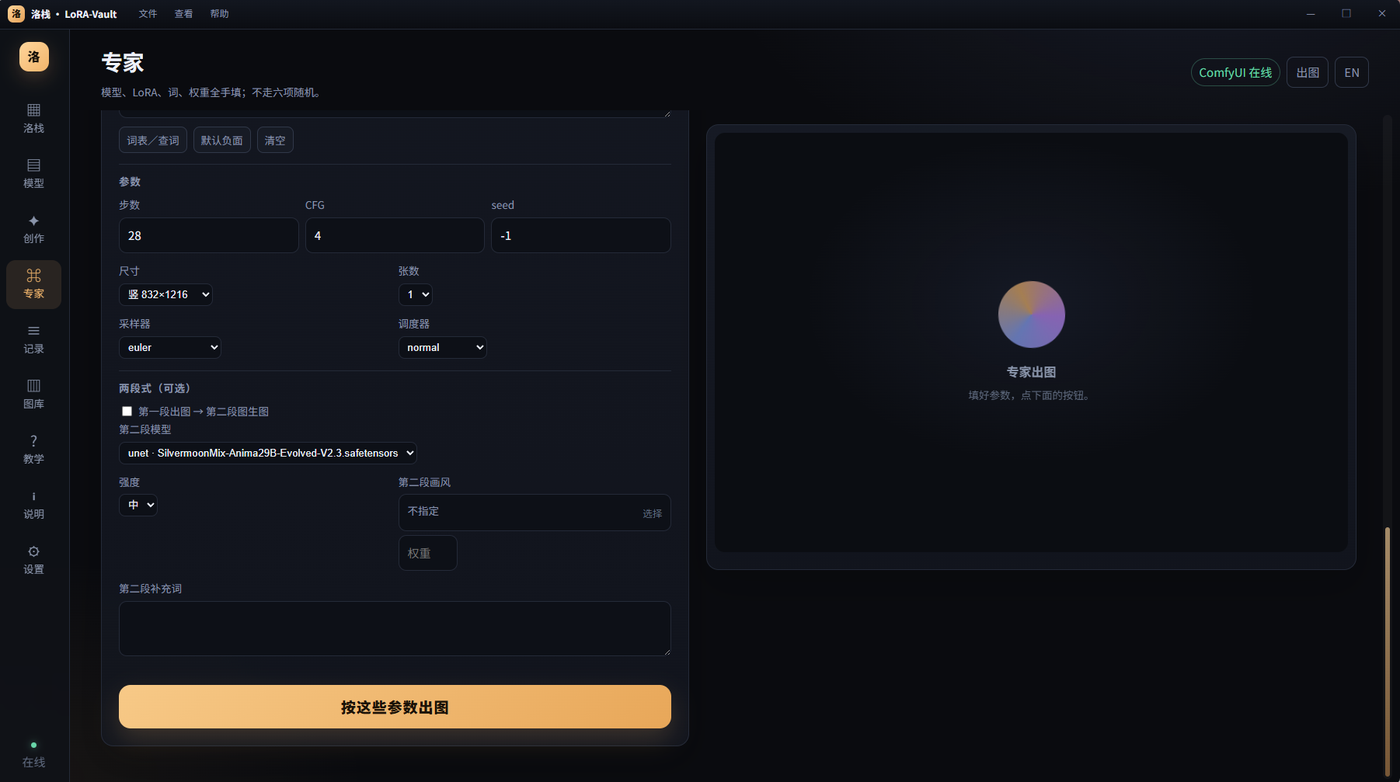 洛 洛栈 • LoRA-Vault 文件 查看 帮助
洛
洛栈
模型
创作
专家
记录
图库
? 
教学
i
说明
设置
在线
专家
模型、LoRA、词、权重全手填；不走六项随机。
ComfyUI 在线 出图 EN
词表／查词 默认负面 清空
参数
步数 CFG seed
28 4 -1
尺寸 张数
竖 832×1216 1
采样器 调度器
euler normal
两段式（可选）
第一段出图 → 第二段图生图
第二段模型
unet · SilvermoonMix-Anima29B-Evolved-V2.3.safetensors
强度 第二段画风
中 不指定 选择
权重
第二段补充词
按这些参数出图
专家出图
填好参数，点下面的按钮。